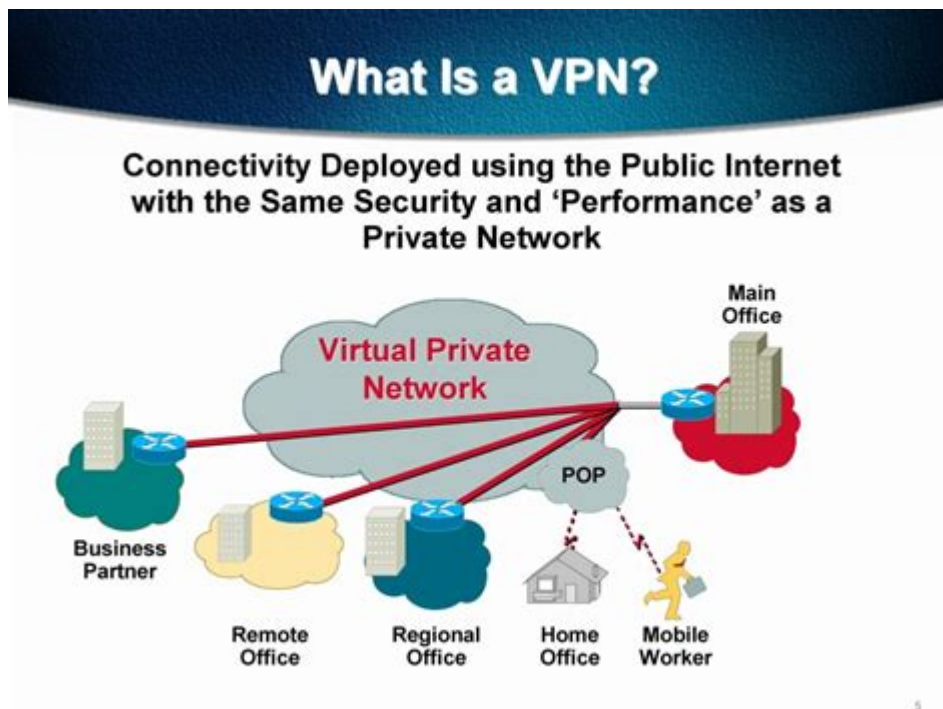 What Is a VPN?
Connectivity Deployed using the Public Internet
with the Same Security and ‘Performance’ as a
Private Network
Main
Office
Virtual Private
Network
POP
Business
Partner
Remote
Office
Regional
Office
Home
Office
Mobile
Worker
5